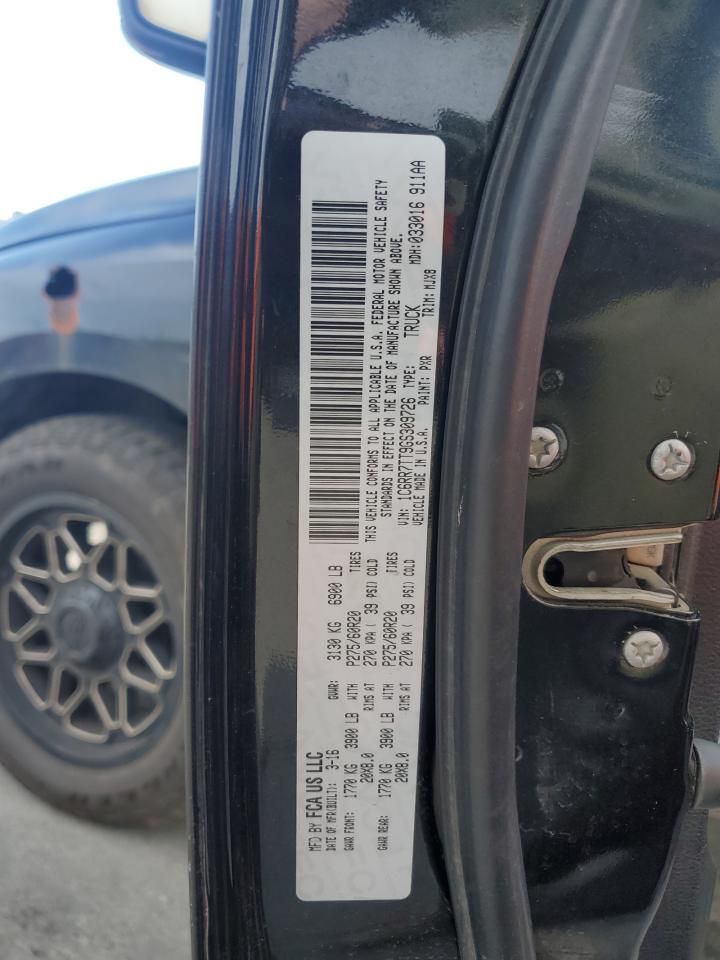 MFD BY FCA US LLC
DATE OF MFR(BUILT): 3-16 GVWR: 3130 KG 6900 LB
GAWR FRONT: 1770 KG 3900 LB WITH P275/60R20 TIRES
20X8.0 RIMS AT 270 KPA ( 39 PSI) COLD
GAWR REAR: 1770 KG 3900 LB WITH P275/60R20 TIRES
20X8.0 RIMS AT 270 KPA ( 39 PSI) COLD
THIS VEHICLE CONFORMS TO ALL APPLICABLE U.S.A. FEDERAL MOTOR VEHICLE SAFETY
STANDARDS IN EFFECT ON THE DATE OF MANUFACTURE SHOWN ABOVE.
VIN: 1C6RR7TT9GS309726 TYPE: TRUCK MDH:033016 911AA
VEHICLE MADE IN U.S.A. PAINT: PXR TRIM: MJX8